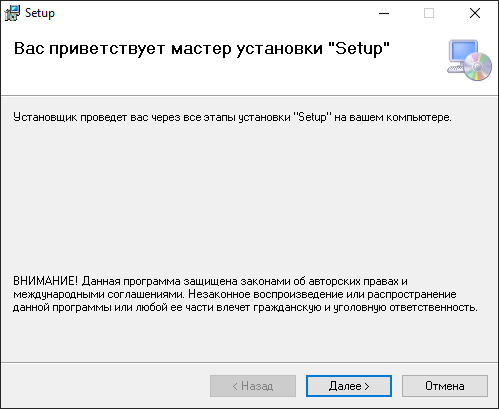 Setup
Вас приветствует мастер установки "Setup"
Установщик проведет вас через все этапы установки "Setup" на вашем компьютере.
ВНИМАНИЕ! Данная программа защищена законами об авторских правах и
международными соглашениями. Незаконное воспроизведение или распространение
данной программы или любой ее части влечет гражданскую и уголовную ответственность.
< Назад
Далее >
Отмена